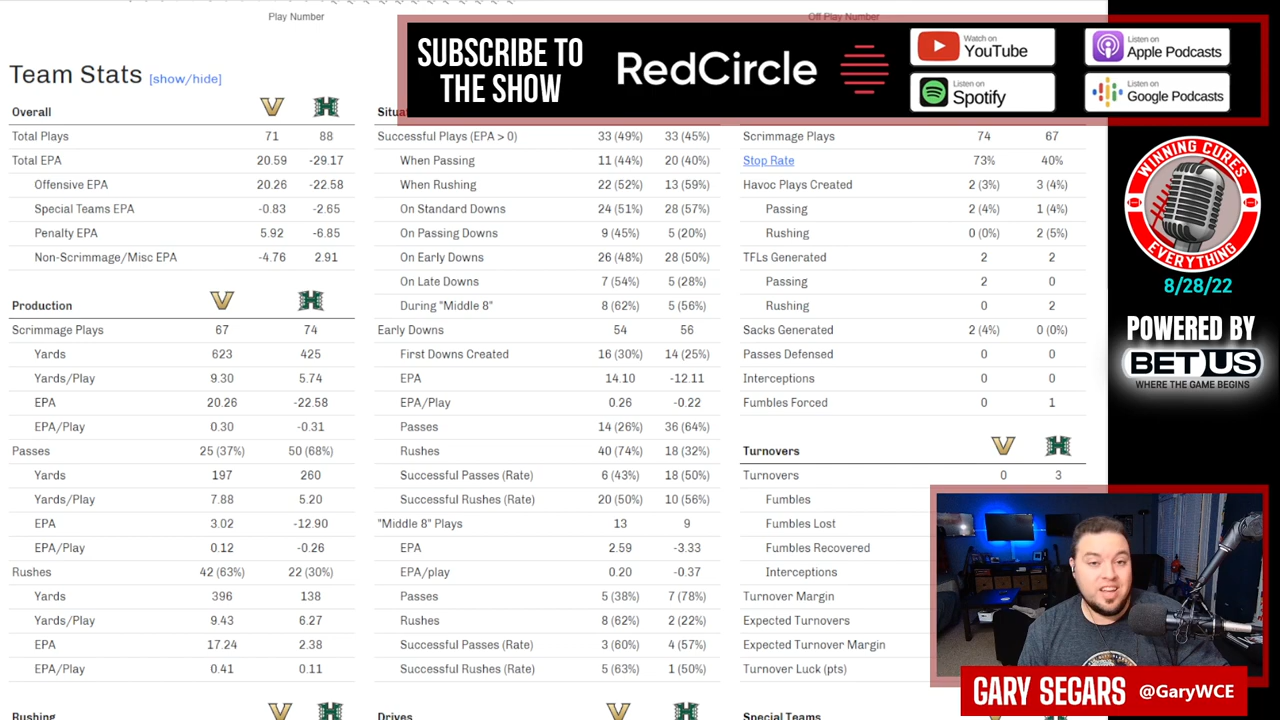 Play Number
Off Play Number
SUBSCRIBE TO
THE SHOW
RedCircle
Watch on
YouTube
Listen on
Apple Podcasts
Listen on
Spotify
Listen on
Google Podcasts
Team Stats [show/hide]
Overall V H
Total Plays 71 88
Total EPA 20.59 -29.17
Offensive EPA 20.26 -22.58
Special Teams EPA -0.83 -2.65
Penalty EPA 5.92 -6.85
Non-Scrimmage/Misc EPA -4.76 2.91
Production V H
Scrimmage Plays 67 74
Yards 623 425
Yards/Play 9.30 5.74
EPA 20.26 -22.58
EPA/Play 0.30 -0.31
Passes 25 (37%) 50 (68%)
Yards 197 260
Yards/Play 7.88 5.20
EPA 3.02 -12.90
EPA/Play 0.12 -0.26
Rushes 42 (63%) 22 (30%)
Yards 396 138
Yards/Play 9.43 6.27
EPA 17.24 2.38
EPA/Play 0.41 0.11
Rushing V H
Situa
Successful Plays (EPA > 0) 33 (49%) 33 (45%)
When Passing 11 (44%) 20 (40%)
When Rushing 22 (52%) 13 (59%)
On Standard Downs 24 (51%) 28 (57%)
On Passing Downs 9 (45%) 5 (20%)
On Early Downs 26 (48%) 28 (50%)
On Late Downs 7 (54%) 5 (28%)
During "Middle 8" 8 (62%) 5 (56%)
Early Downs 54 56
First Downs Created 16 (30%) 14 (25%)
EPA 14.10 -12.11
EPA/Play 0.26 -0.22
Passes 14 (26%) 36 (64%)
Rushes 40 (74%) 18 (32%)
Successful Passes (Rate) 6 (43%) 18 (50%)
Successful Rushes (Rate) 20 (50%) 10 (56%)
"Middle 8" Plays 13 9
EPA 2.59 -3.33
EPA/play 0.20 -0.37
Passes 5 (38%) 7 (78%)
Rushes 8 (62%) 2 (22%)
Successful Passes (Rate) 3 (60%) 4 (57%)
Successful Rushes (Rate) 5 (63%) 1 (50%)
Drives V H
Scrimmage Plays 74 67
Stop Rate 73% 40%
Havoc Plays Created 2 (3%) 3 (4%)
Passing 2 (4%) 1 (4%)
Rushing 0 (0%) 2 (5%)
TFLs Generated 2 2
Passing 2 0
Rushing 0 2
Sacks Generated 2 (4%) 0 (0%)
Passes Defensed 0 0
Interceptions 0 0
Fumbles Forced 0 1
Turnovers V H
Turnovers 0 3
Fumbles
Fumbles Lost
Fumbles Recovered
Interceptions
Turnover Margin
Expected Turnovers
Expected Turnover Margin
Turnover Luck (pts)
Special Teams
WINNING CURES
EVERYTHING
8/28/22
POWERED BY
BETUS
WHERE THE GAME BEGINS
GARY SEGARS @GaryWCE